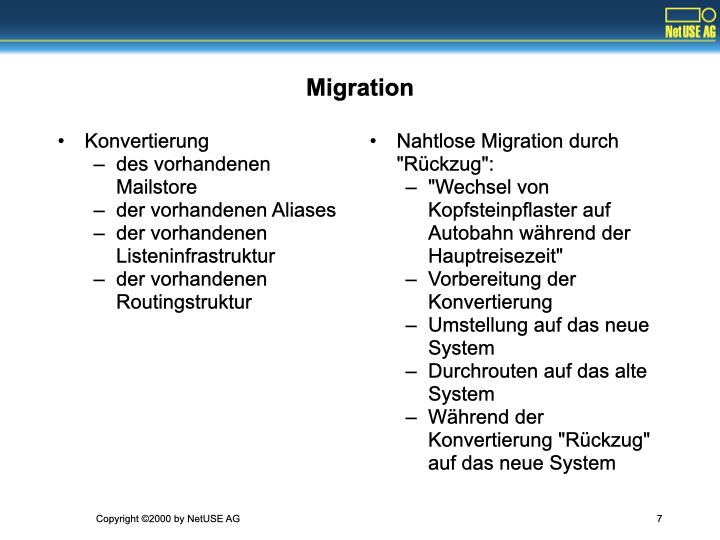 NetUSE AG
Migration
• Konvertierung
– des vorhandenen
Mailstore
– der vorhandenen Aliases
– der vorhandenen
Listeninfrastruktur
– der vorhandenen
Routingstruktur
• Nahtlose Migration durch
"Rückzug":
– "Wechsel von
Kopfsteinpflaster auf
Autobahn während der
Hauptreisezeit"
– Vorbereitung der
Konvertierung
– Umstellung auf das neue
System
– Durchrouten auf das alte
System
– Während der
Konvertierung "Rückzug"
auf das neue System
Copyright ©2000 by NetUSE AG
7